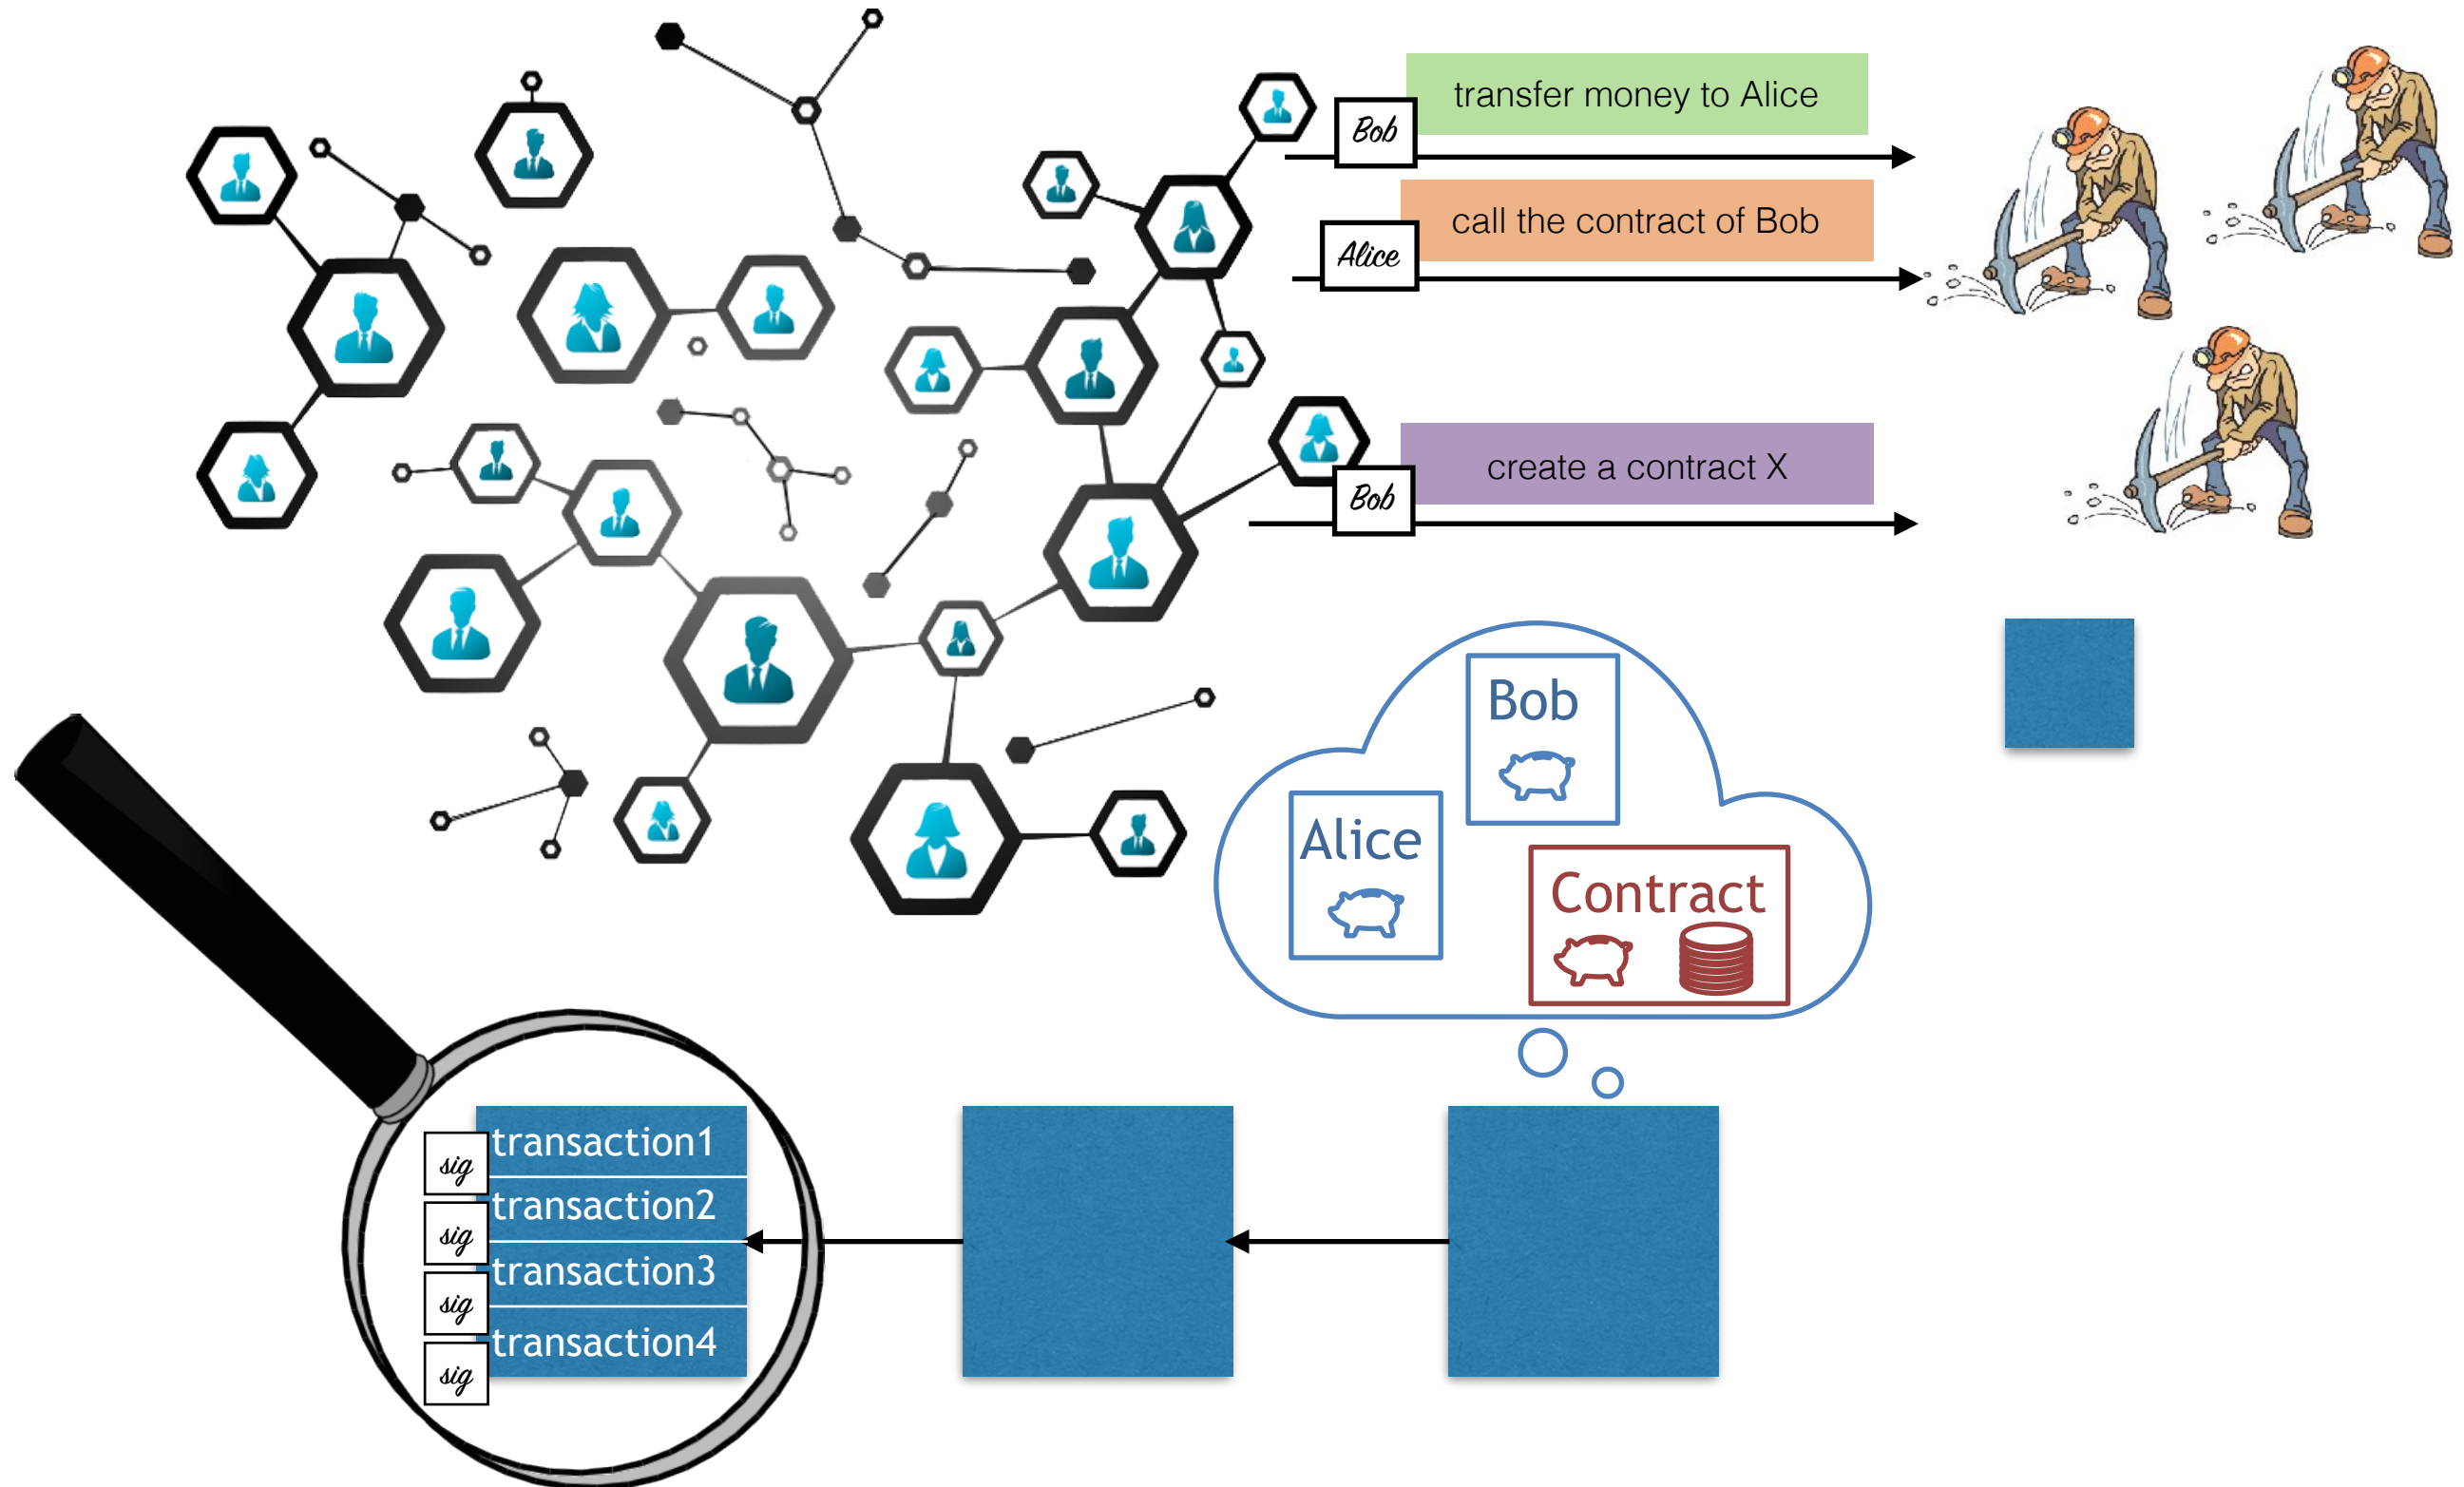 transfer money to Alice
Bob
call the contract of Bob
Alice
create a contract X
Bob
Bob
Alice
Contract
transaction1
sig
transaction2
sig
transaction3
sig
transaction4
sig